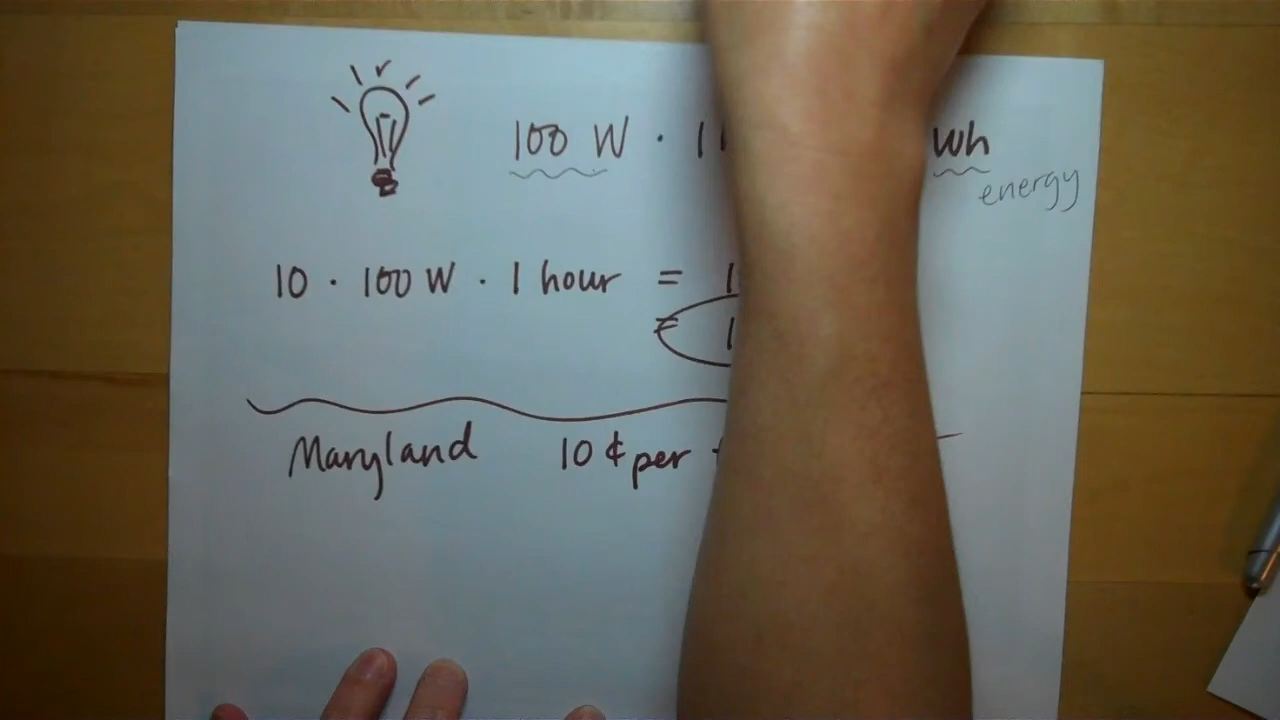 100 W · 1 Wh
energy
10 · 100 W · 1 hour = 1
= 1
Maryland 10 ¢ per